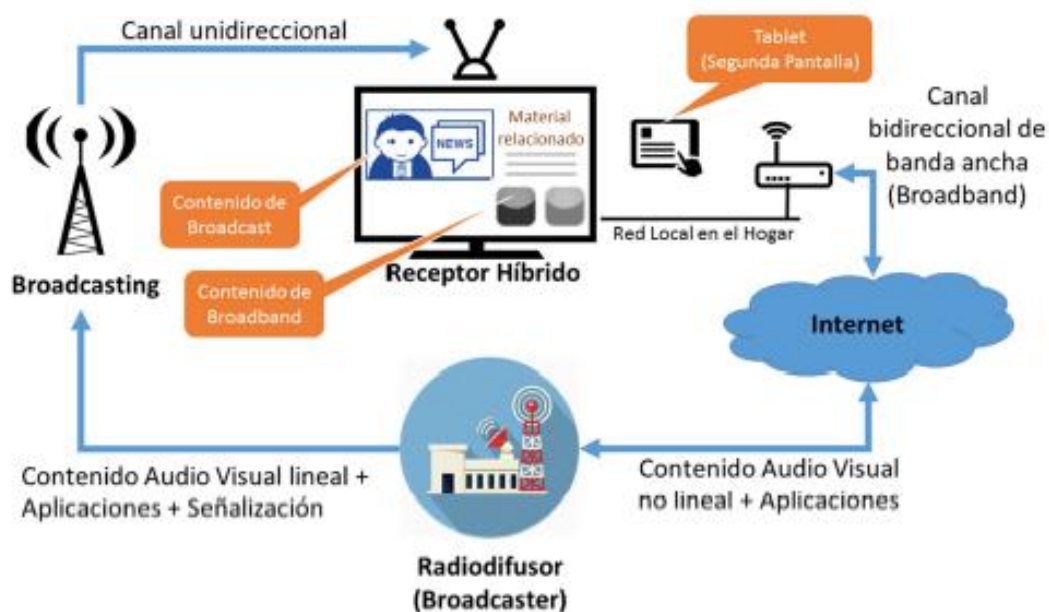 Canal unidireccional
Tablet
(Segunda Pantalla)
Canal
bidireccional de
banda ancha
(Broadband)
NEWS
Material
relacionado
Contenido de
Broadcast
Contenido de
Broadband
Broadcasting
Receptor Híbrido
Red Local en el Hogar
Internet
Contenido Audio Visual lineal +
Aplicaciones + Señalización
Contenido Audio Visual
no lineal + Aplicaciones
Radiodifusor
(Broadcaster)